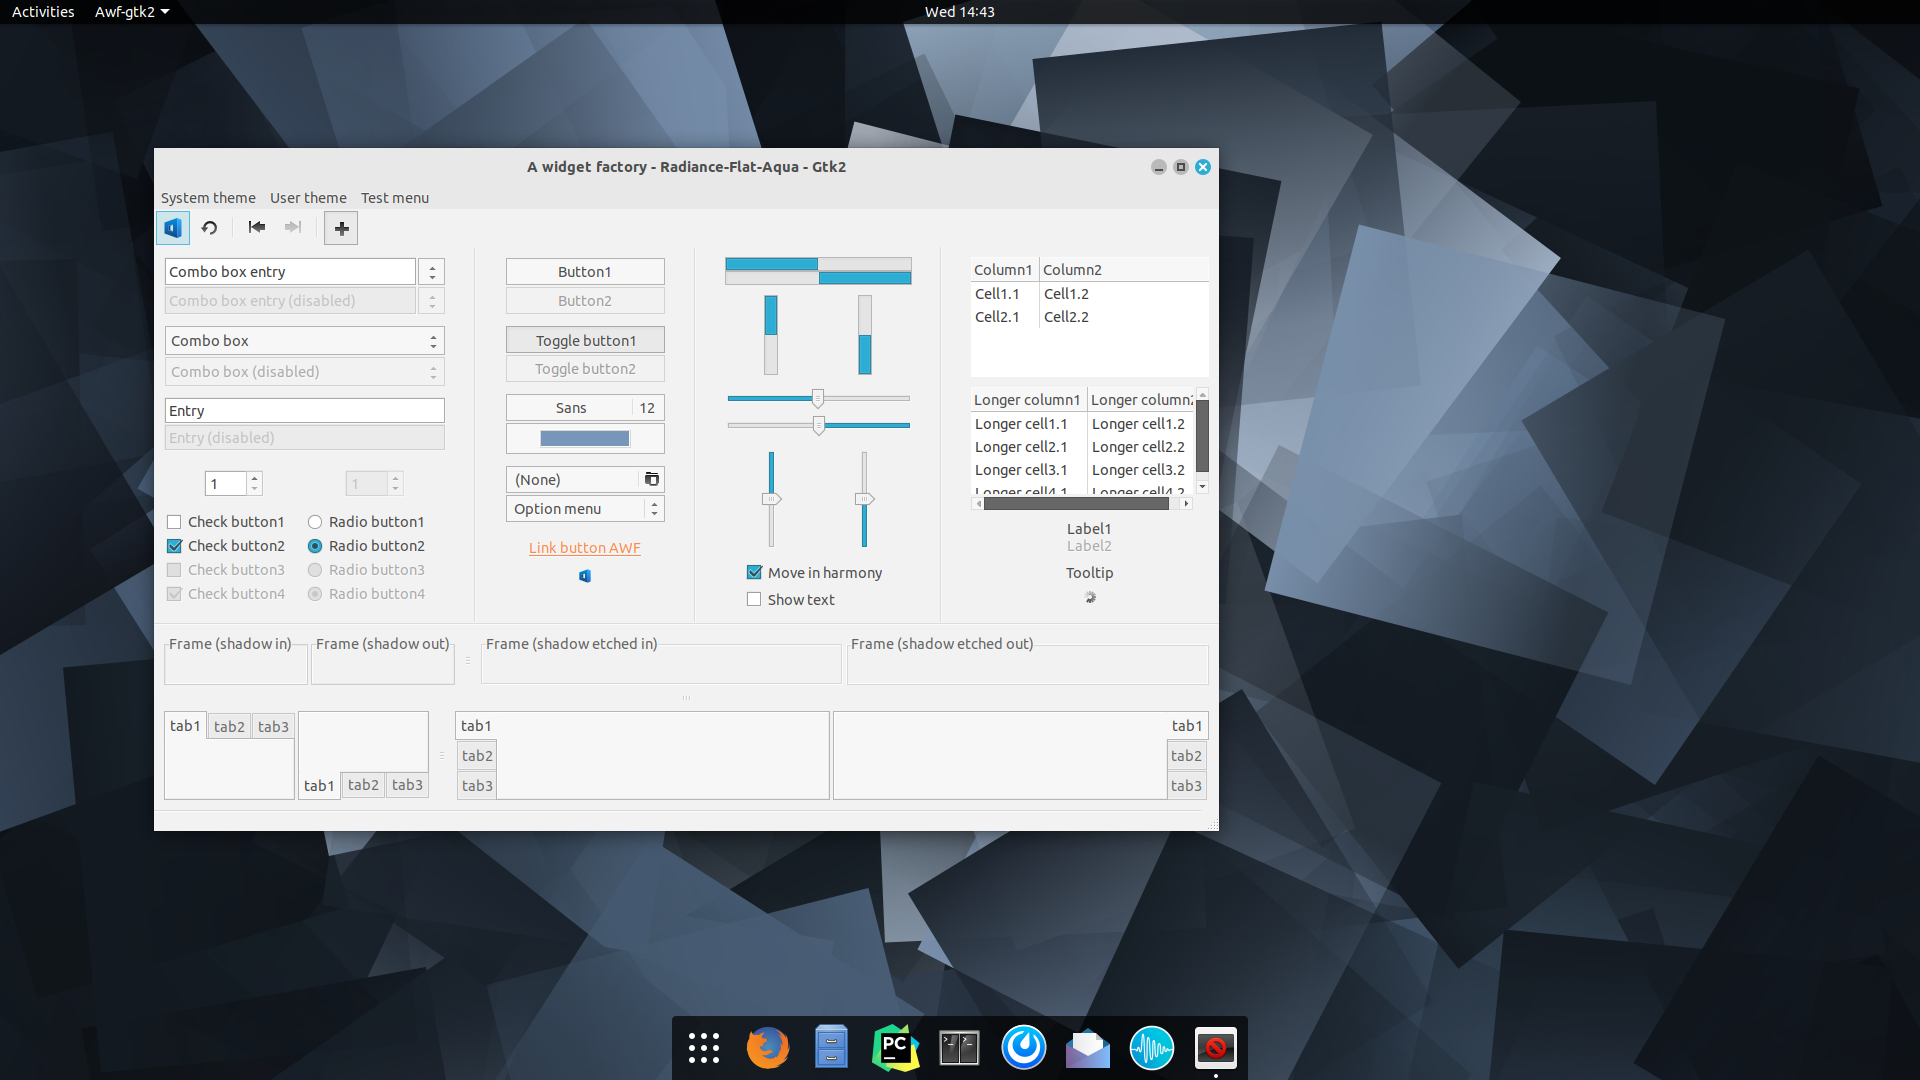 Activities
Awf-gtk2
Wed 14:43
A widget factory - Radiance-Flat-Aqua - Gtk2
System theme
User theme
Test menu
Combo box entry
Combo box entry (disabled)
Combo box
Combo box (disabled)
Entry
Entry (disabled)
1
1
Check button1
Radio button1
Check button2
Radio button2
Check button3
Radio button3
Check button4
Radio button4
Button1
Button2
Toggle button1
Toggle button2
Sans
12
(None)
Option menu
Link button AWF
Move in harmony
Show text
Column1
Column2
Cell1.1
Cell1.2
Cell2.1
Cell2.2
Longer column1
Longer column2
Longer cell1.1
Longer cell1.2
Longer cell2.1
Longer cell2.2
Longer cell3.1
Longer cell3.2
Longer cell4.1
Longer cell4.2
Label1
Label2
Tooltip
Frame (shadow in)
Frame (shadow out)
Frame (shadow etched in)
Frame (shadow etched out)
tab1
tab2
tab3
tab1
tab2
tab3
tab1
tab2
tab3
tab1
tab2
tab3
PC